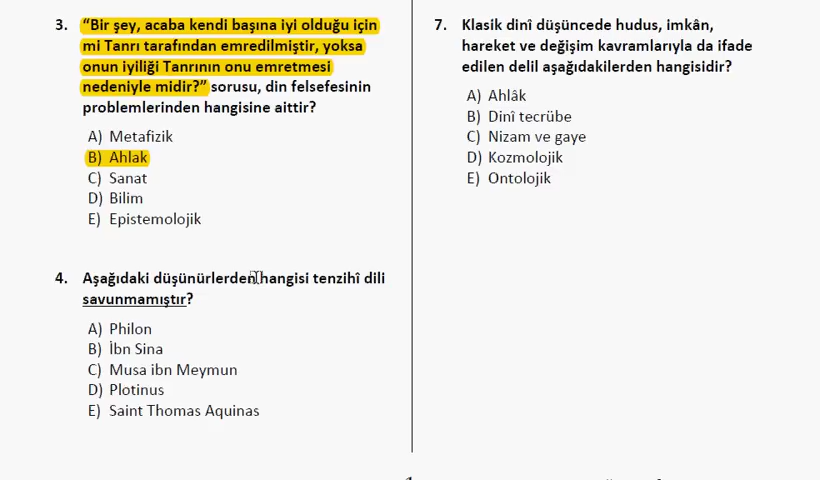 3. “Bir şey, acaba kendi başına iyi olduğu için
mi Tanrı tarafından emredilmiştir, yoksa
onun iyiliği Tanrının onu emretmesi
nedeniyle midir?” sorusu, din felsefesinin
problemlerinden hangisine aittir?
A) Metafizik
B) Ahlak
C) Sanat
D) Bilim
E) Epistemolojik
4. Aşağıdaki düşünürlerden hangisi tenzihî dili
savunmamıştır?
A) Philon
B) İbn Sina
C) Musa ibn Meymun
D) Plotinus
E) Saint Thomas Aquinas
7. Klasik dinî düşüncede hudus, imkân,
hareket ve değişim kavramlarıyla da ifade
edilen delil aşağıdakilerden hangisidir?
A) Ahlâk
B) Dinî tecrübe
C) Nizam ve gaye
D) Kozmolojik
E) Ontolojik